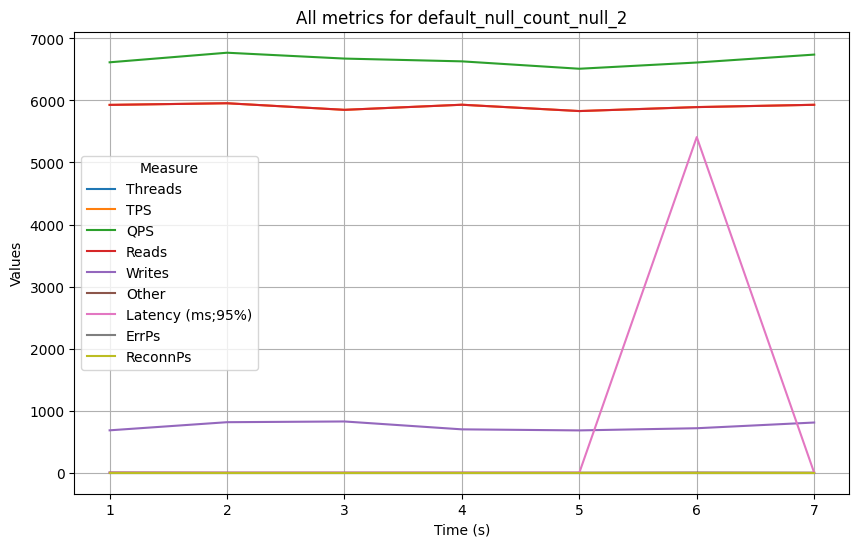 All metrics for default_null_count_null_2
Values
7000
6000
5000
4000
3000
2000
1000
0
Measure
Threads
TPS
QPS
Reads
Writes
Other
Latency (ms;95%)
ErrPs
ReconnPs
1 2 3 4 5 6 7
Time (s)